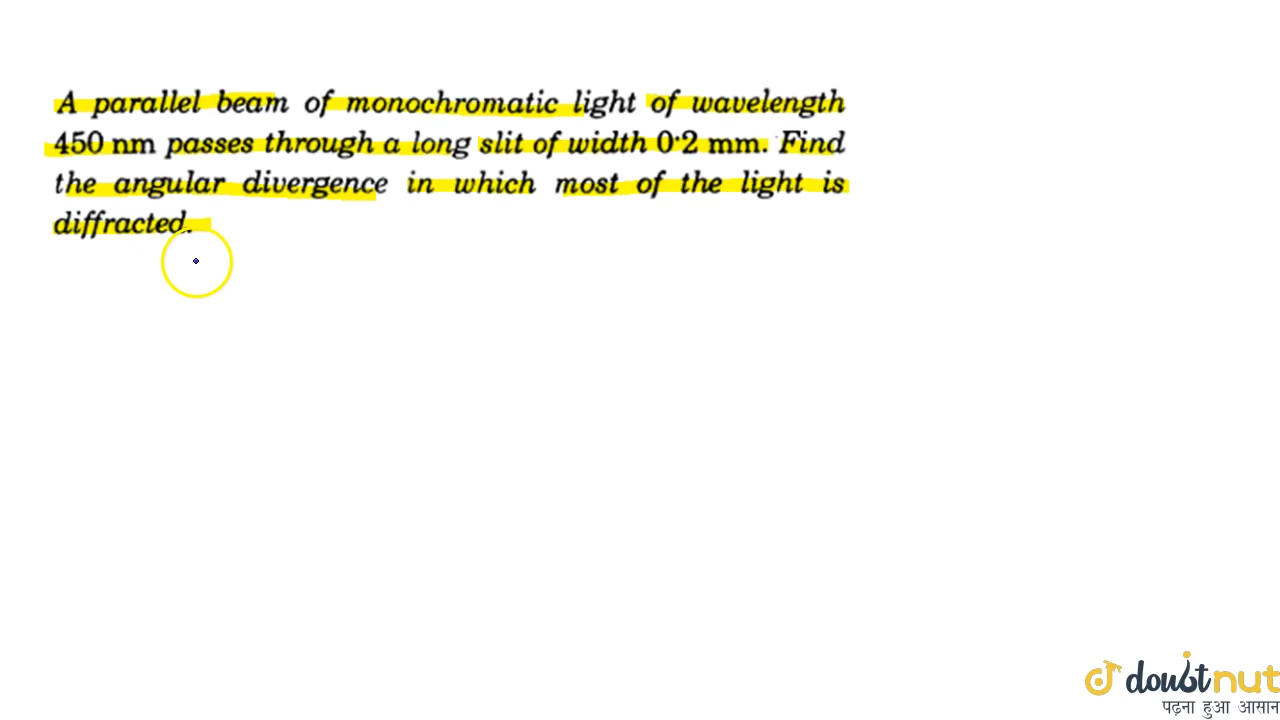 A parallel beam of monochromatic light of wavelength
450 nm passes through a long slit of width 0·2 mm. Find
the angular divergence in which most of the light is
diffracted.
doubtnut
पढ़ना हुआ आसान